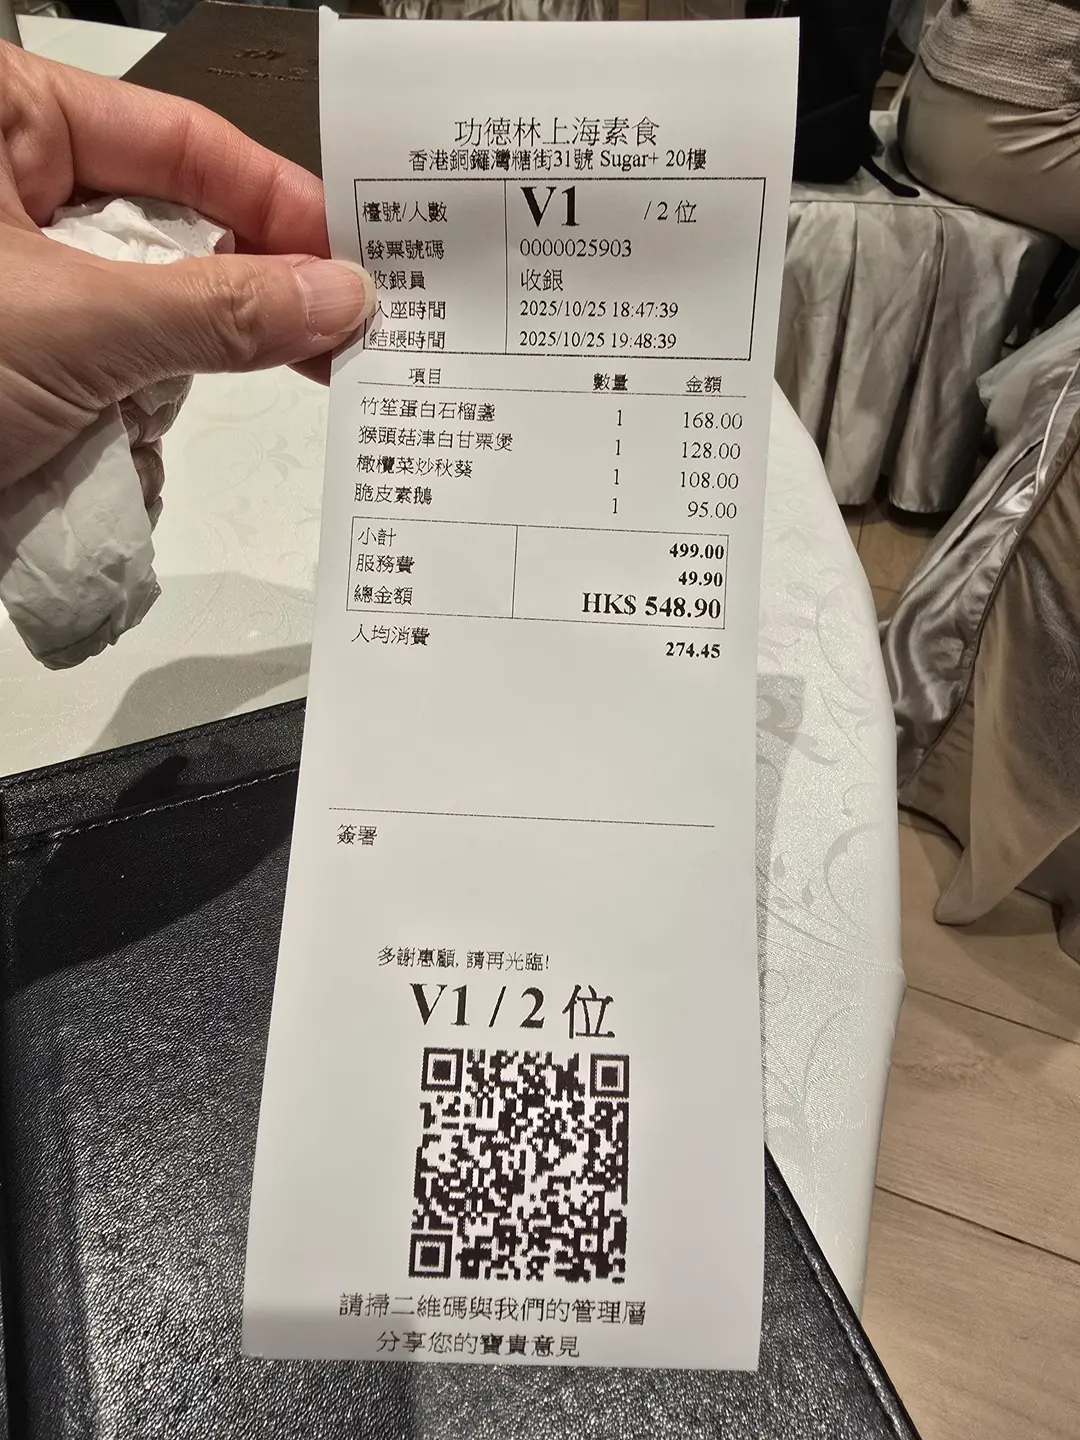 功德林上海素食
香港銅鑼灣糖街31號 Sugar+ 20樓
檯號/人數 V1 / 2 位
發票號碼 0000025903
收銀員 收銀
入座時間 2025/10/25 18:47:39
結賬時間 2025/10/25 19:48:39
項目 數量 金額
竹笙蛋白石榴盞 1 168.00
猴頭菇津白甘栗煲 1 128.00
橄欖菜炒秋葵 1 108.00
脆皮素鵝 1 95.00
小計 499.00
服務費 49.90
總金額 HK$ 548.90
人均消費 274.45
簽署
多謝惠顧, 請再光臨!
V1 / 2 位
請掃二維碼與我們的管理層
分享您的寶貴意見